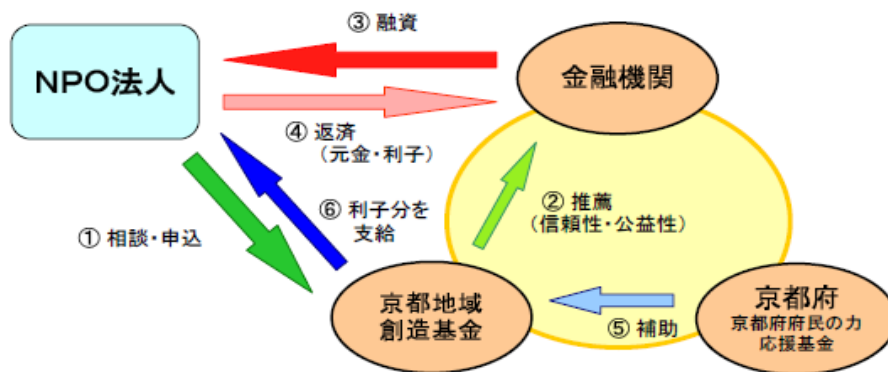 ③ 融資
NPO法人
金融機関
④ 返済
(元金・利子)
② 推薦
(信頼性・公益性)
⑥ 利子分を
支給
① 相談・申込
京都地域
創造基金
京都府
京都府府民の力
応援基金
⑤ 補助